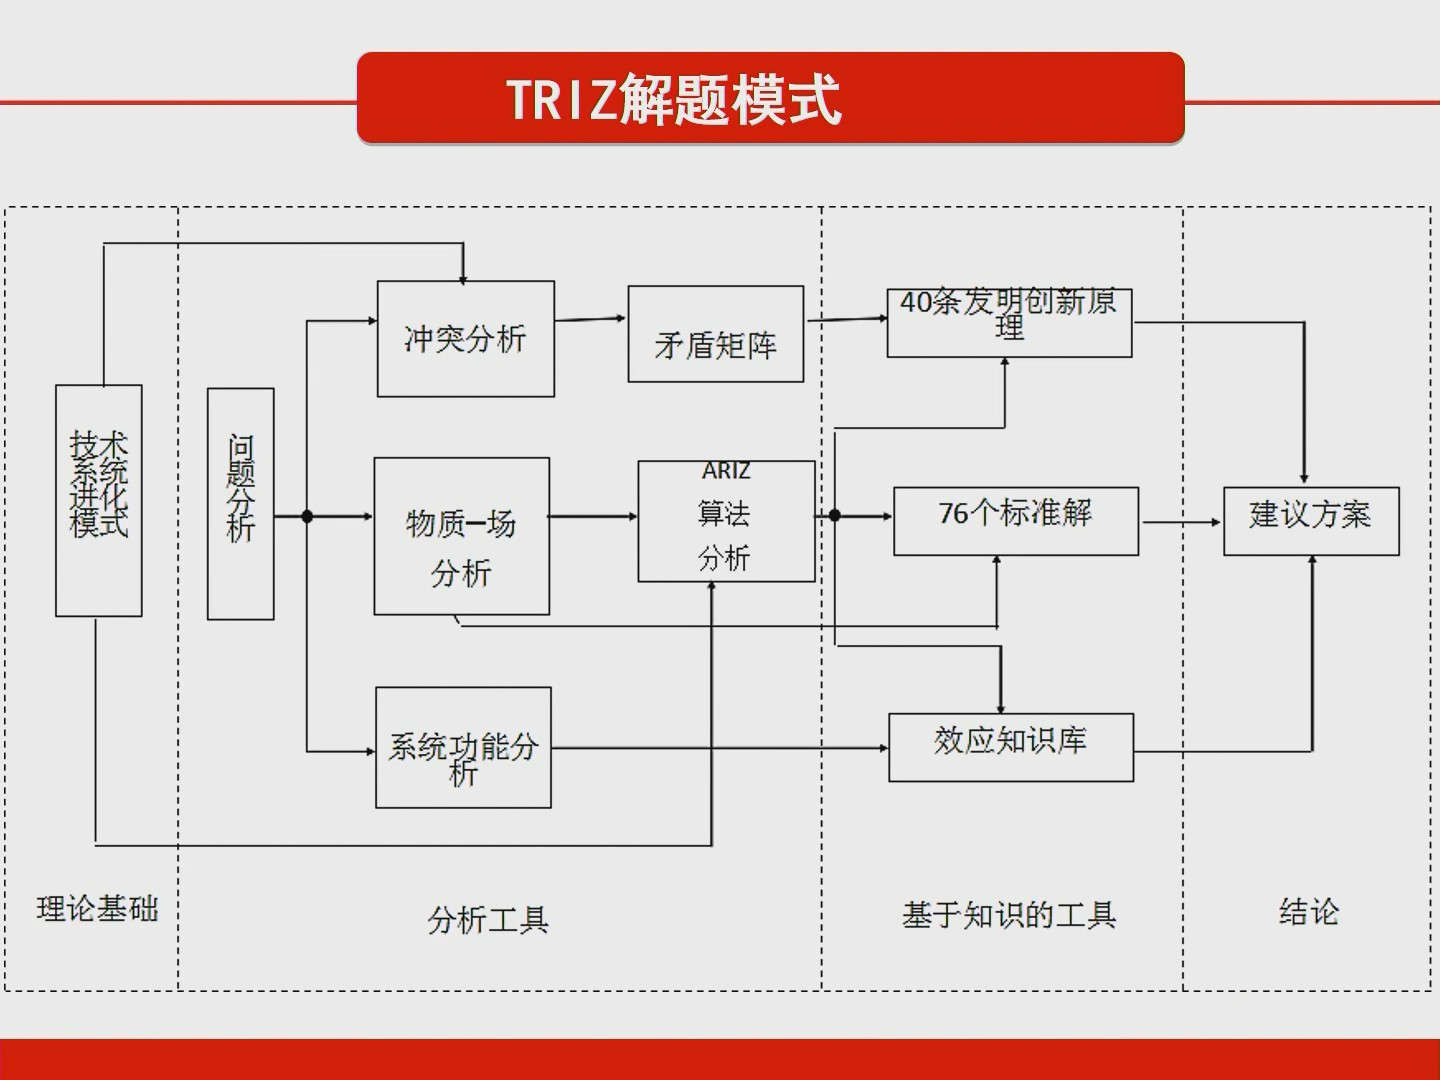 TRIZ解题模式
技术
系统
进化
模式
问
题
分
析
冲突分析
矛盾矩阵
40条发明创新原
理
物质—场
分析
ARIZ
算法
分析
76个标准解
建议方案
系统功能分
析
效应知识库
理论基础
分析工具
基于知识的工具
结论